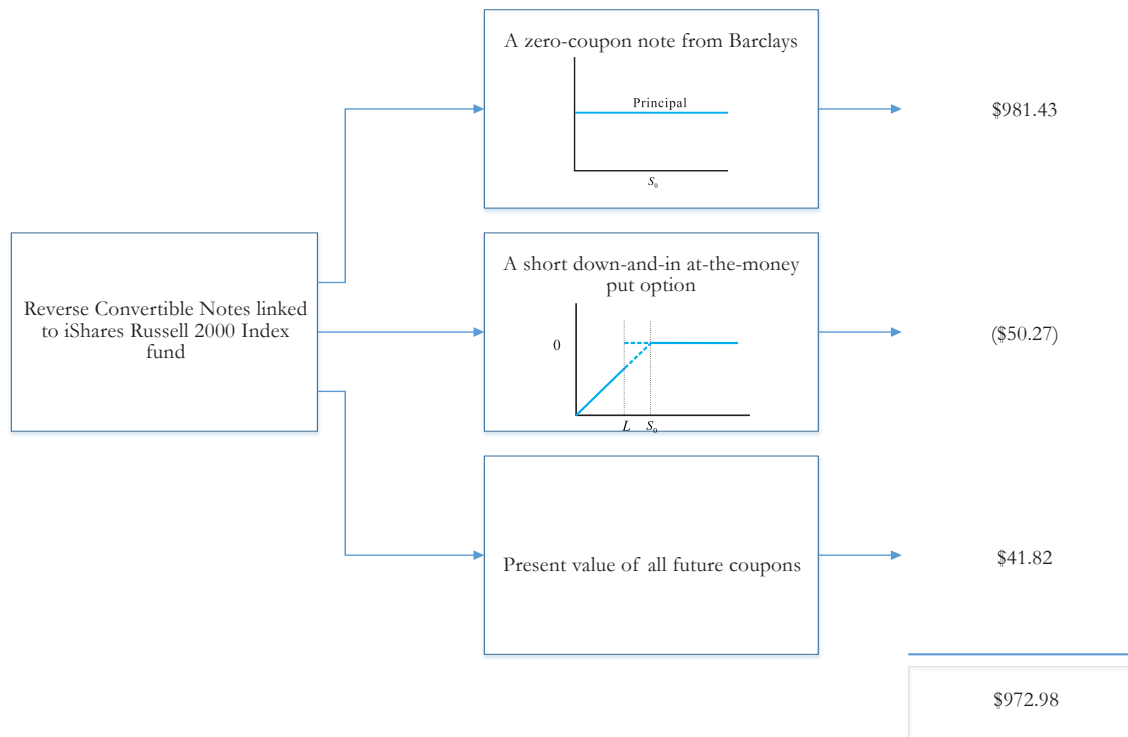 A zero-coupon note from Barclays
Principal
S₀
$981.43
Reverse Convertible Notes linked
to iShares Russell 2000 Index
fund
A short down-and-in at-the-money
put option
0
L S₀
($50.27)
Present value of all future coupons
$41.82
$972.98